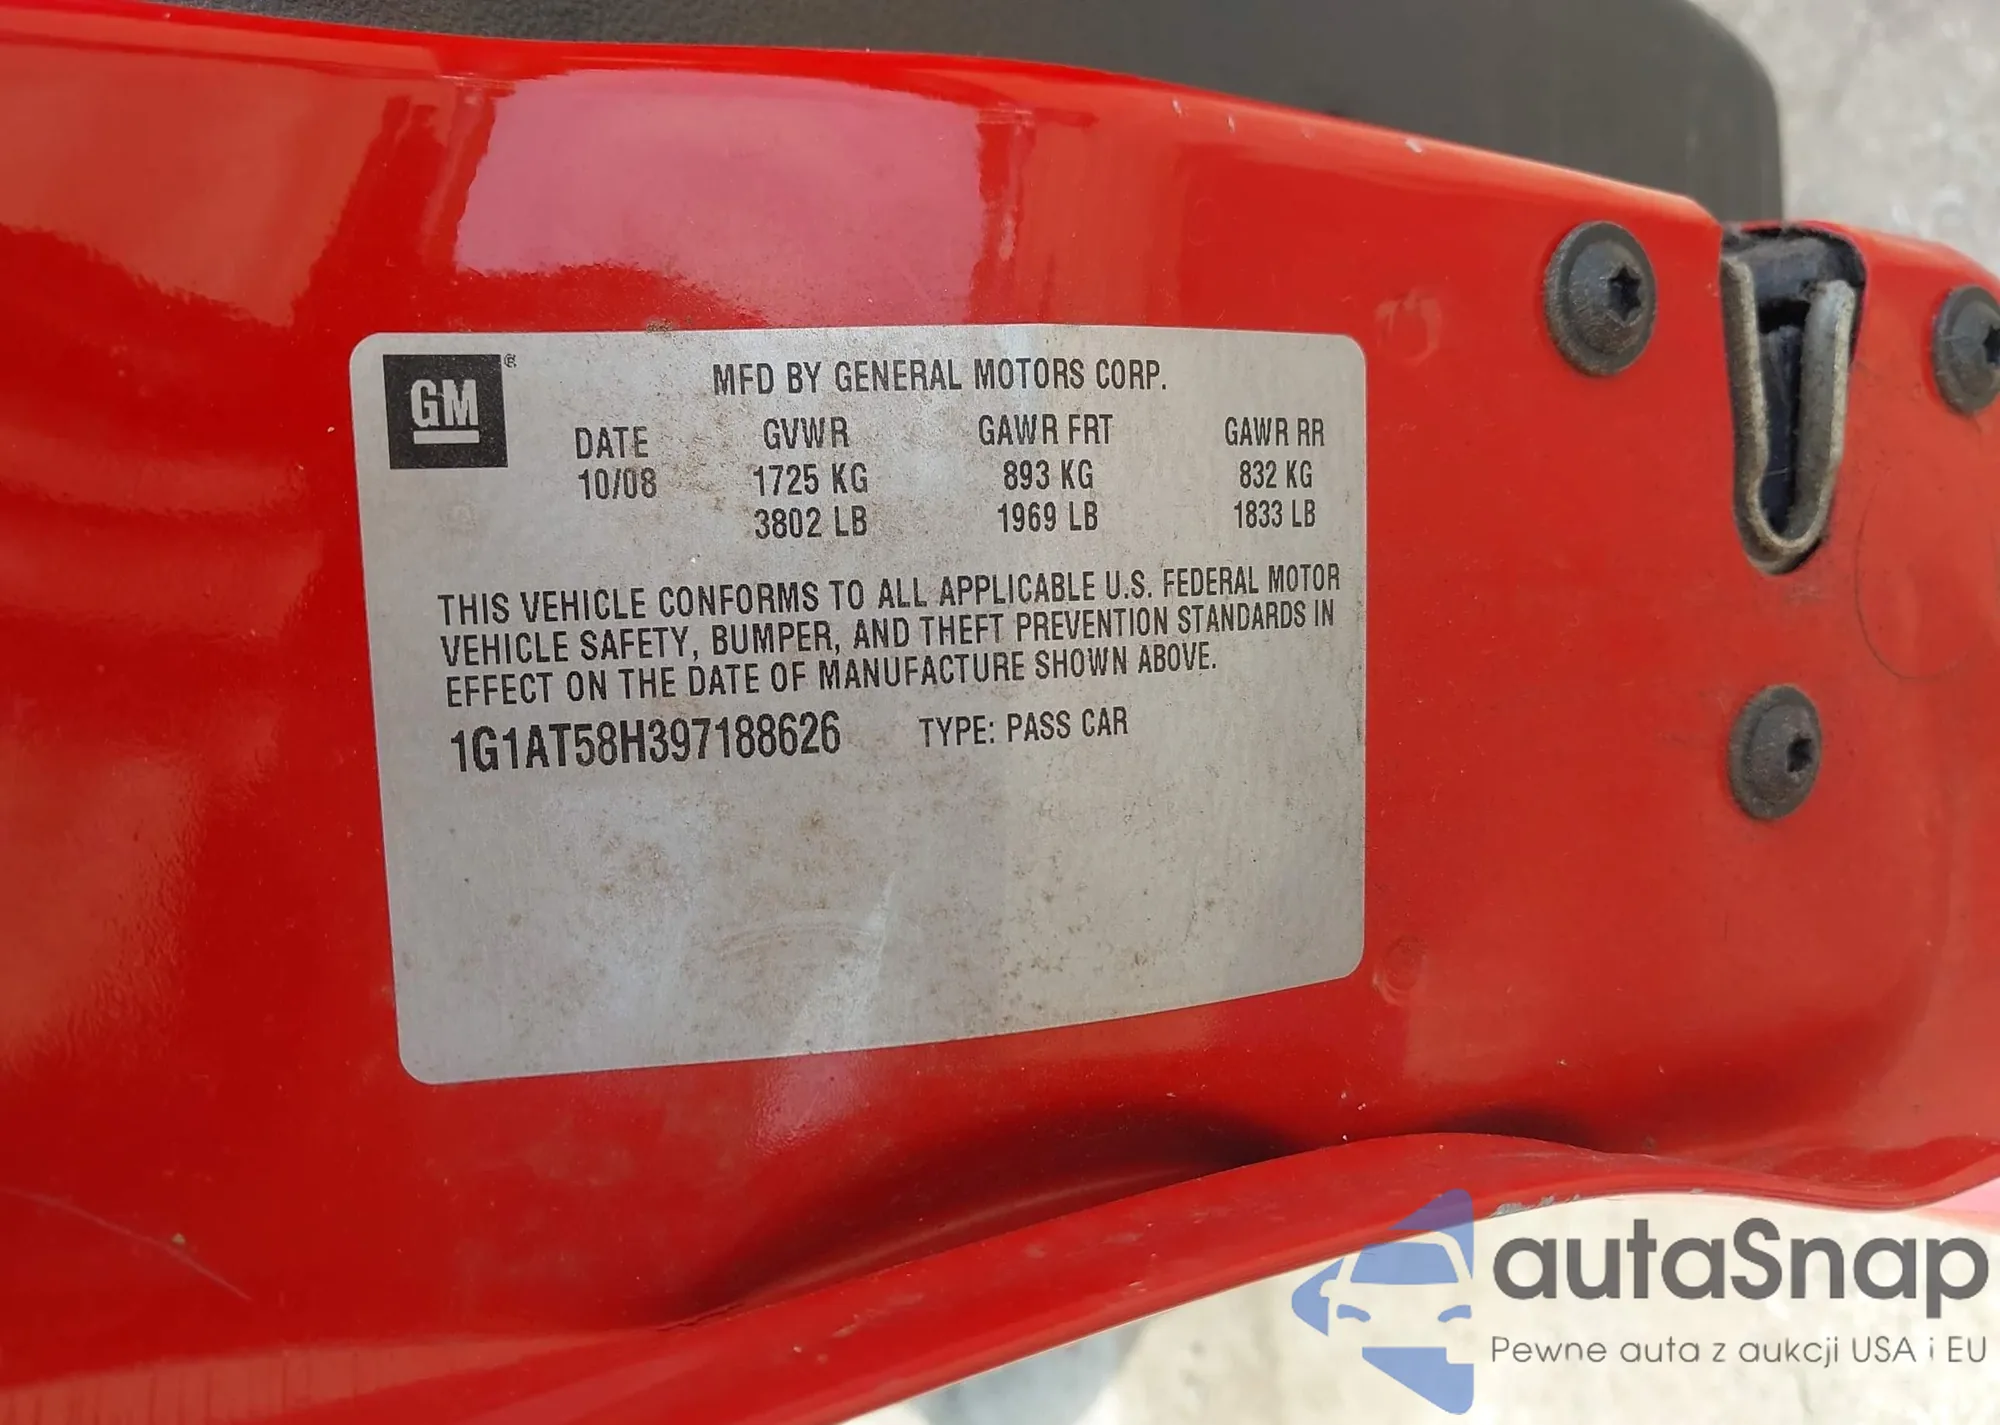 GM ®
MFD BY GENERAL MOTORS CORP.
DATE GVWR GAWR FRT GAWR RR
10/08 1725 KG 893 KG 832 KG
3802 LB 1969 LB 1833 LB
THIS VEHICLE CONFORMS TO ALL APPLICABLE U.S. FEDERAL MOTOR
VEHICLE SAFETY, BUMPER, AND THEFT PREVENTION STANDARDS IN
EFFECT ON THE DATE OF MANUFACTURE SHOWN ABOVE.
1G1AT58H397188626 TYPE: PASS CAR
autaSnap
Pewne auta z aukcji USA i EU